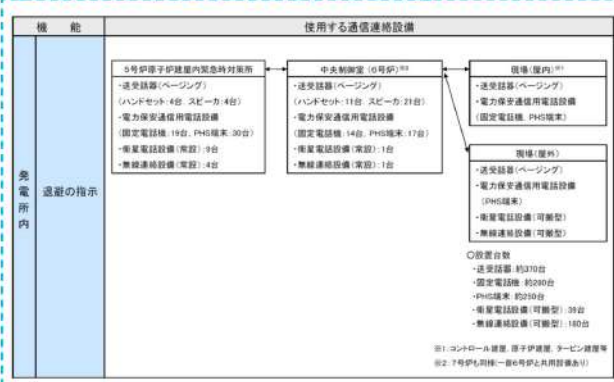 機　能
使用する通信連絡設備
発電所内
退避の指示
5号炉原子炉建屋内緊急時対策所
・送受話器(ページング)
(ハンドセット:4台 スピーカ:4台)
・電力保安通信用電話設備
(固定電話機:19台, PHS端末:30台)
・衛星電話設備(常設):9台
・無線連絡設備(常設):4台
中央制御室(6号炉)※2
・送受話器(ページング)
(ハンドセット:11台 スピーカ:21台)
・電力保安通信用電話設備
(固定電話機:14台, PHS端末:17台)
・衛星電話設備(常設):1台
・無線連絡設備(常設):1台
現場(屋内)※1
・送受話器(ページング)
・電力保安通信用電話設備
(固定電話機, PHS端末)
現場(屋外)
・送受話器(ページング)
・電力保安通信用電話設備
(PHS端末)
・衛星電話設備(可搬型)
・無線連絡設備(可搬型)
○設置台数
・送受話器:約370台
・固定電話機:約280台
・PHS端末:約250台
・衛星電話設備(可搬型):39台
・無線連絡設備(可搬型):180台
※1:コントロール建屋, 原子炉建屋, タービン建屋等
※2:7号炉も同様(一部6号炉と共用設備あり)